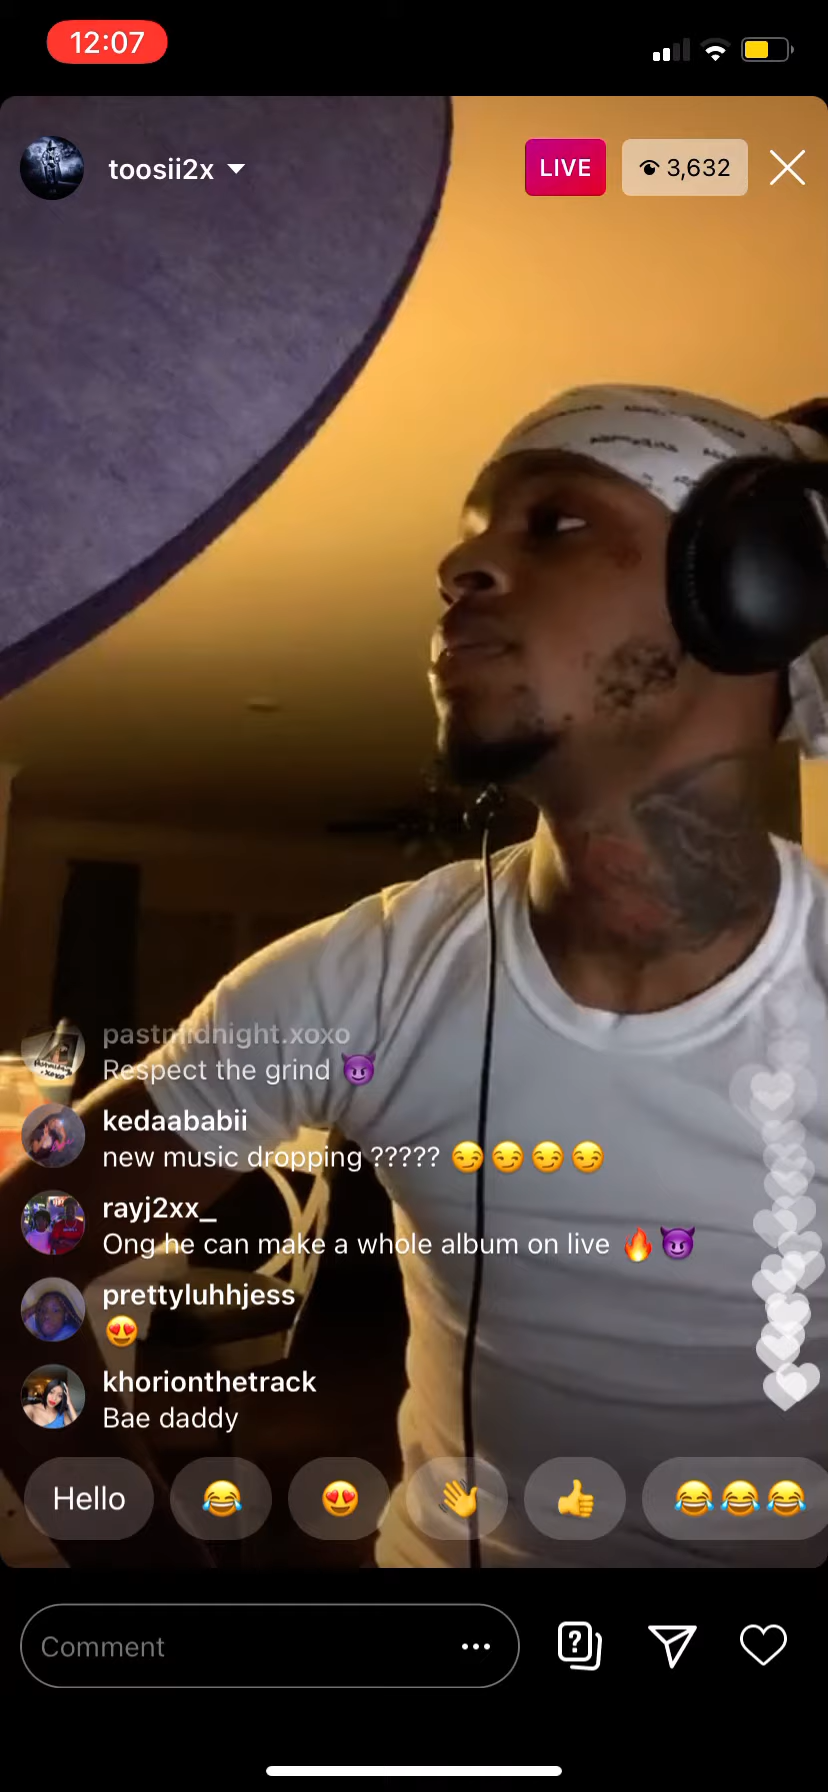 12:07
toosii2x
LIVE
3,632
pastmidnight.xoxo
Respect the grind 😈
kedaababii
new music dropping ????? 😏😏😏😏
rayj2xx_
Ong he can make a whole album on live 🔥😈
prettyluhhjess
😍
khorionthetrack
Bae daddy
Hello 😂 😍 👋 👍 😂😂😂
Comment